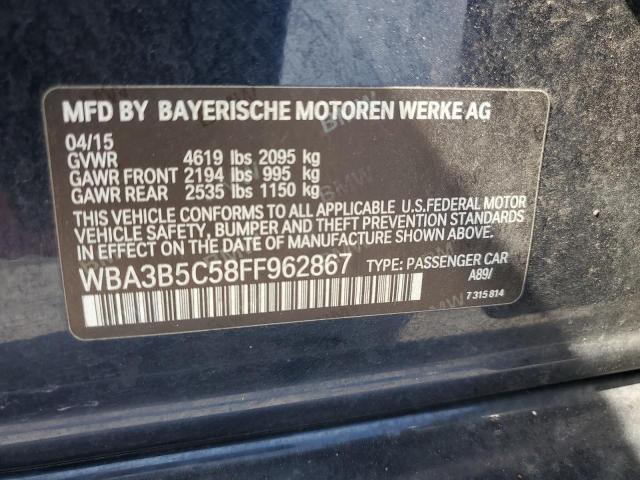 MFD BY BAYERISCHE MOTOREN WERKE AG
04/15
GVWR 4619 lbs 2095 kg
GAWR FRONT 2194 lbs 995 kg
GAWR REAR 2535 lbs 1150 kg
THIS VEHICLE CONFORMS TO ALL APPLICABLE U.S.FEDERAL MOTOR
VEHICLE SAFETY, BUMPER AND THEFT PREVENTION STANDARDS
IN EFFECT ON THE DATE OF MANUFACTURE SHOWN ABOVE.
WBA3B5C58FF962867 TYPE: PASSENGER CAR
A89/
7 315 814